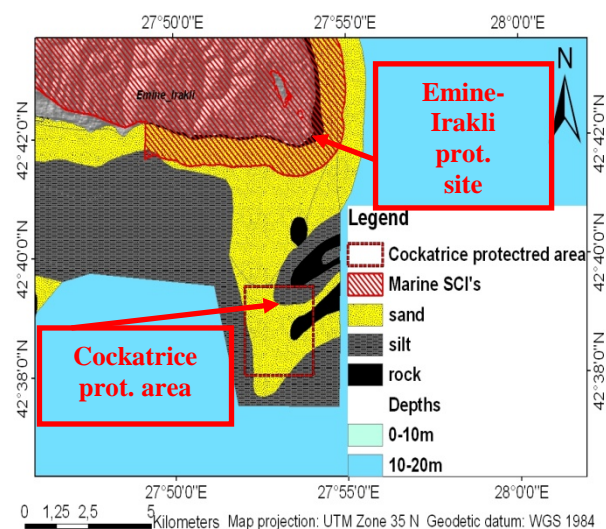 27°50'0"E 27°55'0"E 28°0'0"E
N
Emine_Irakli
Emine-
Irakli
prot.
site
42°42'0"N
42°42'0"N
Legend
Cockatrice protectred area
Marine SCI's
sand
silt
rock
Depths
0-10m
10-20m
42°40'0"N
42°40'0"N
Cockatrice
prot. area
42°38'0"N
42°38'0"N
27°50'0"E 27°55'0"E 28°0'0"E
0 1,25 2,5 5
Kilometers Map projection: UTM Zone 35 N Geodetic datum: WGS 1984